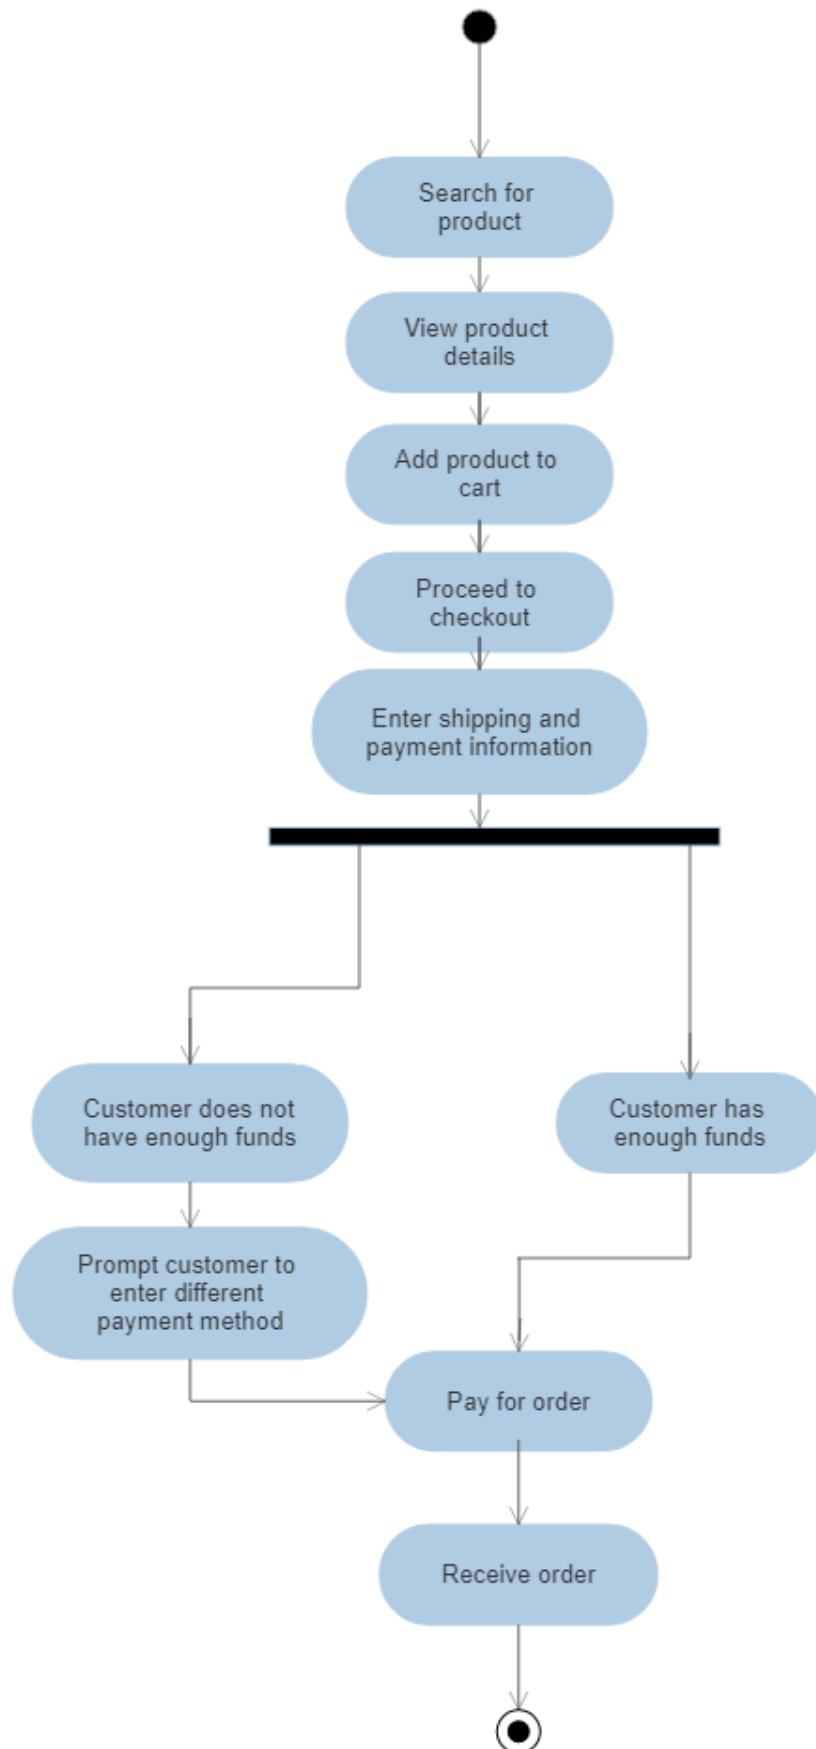 Search for
product
View product
details
Add product to
cart
Proceed to
checkout
Enter shipping and
payment information
Customer does not
have enough funds
Customer has
enough funds
Prompt customer to
enter different
payment method
Pay for order
Receive order